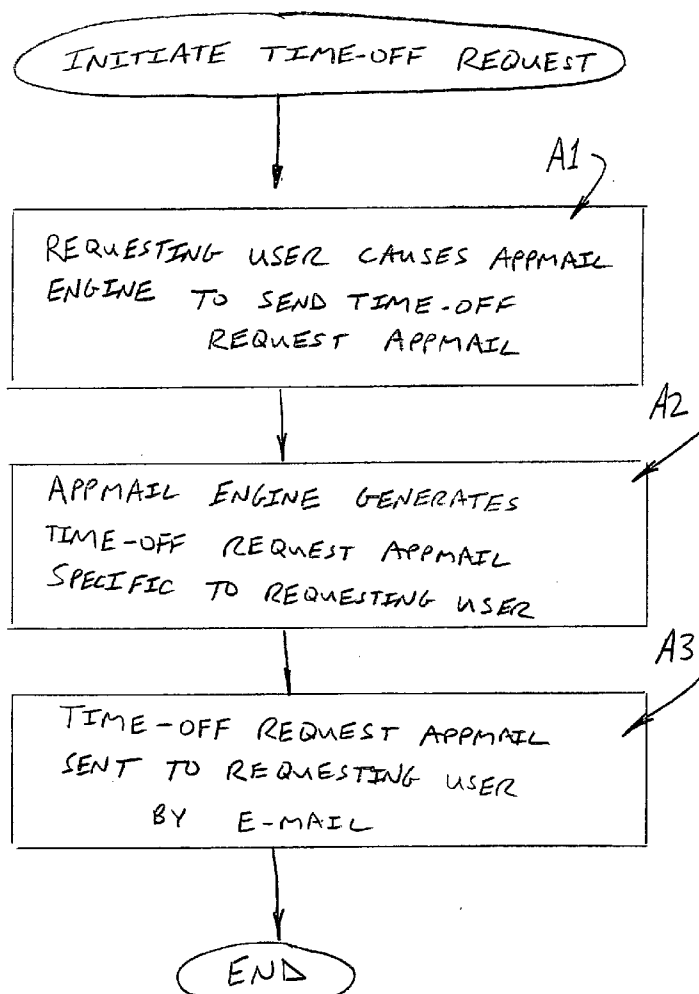 INITIATE TIME-OFF REQUEST
A1
REQUESTING USER CAUSES APPMAIL
ENGINE TO SEND TIME-OFF
REQUEST APPMAIL
A2
APPMAIL ENGINE GENERATES
TIME-OFF REQUEST APPMAIL
SPECIFIC TO REQUESTING USER
A3
TIME-OFF REQUEST APPMAIL
SENT TO REQUESTING USER
BY E-MAIL
END